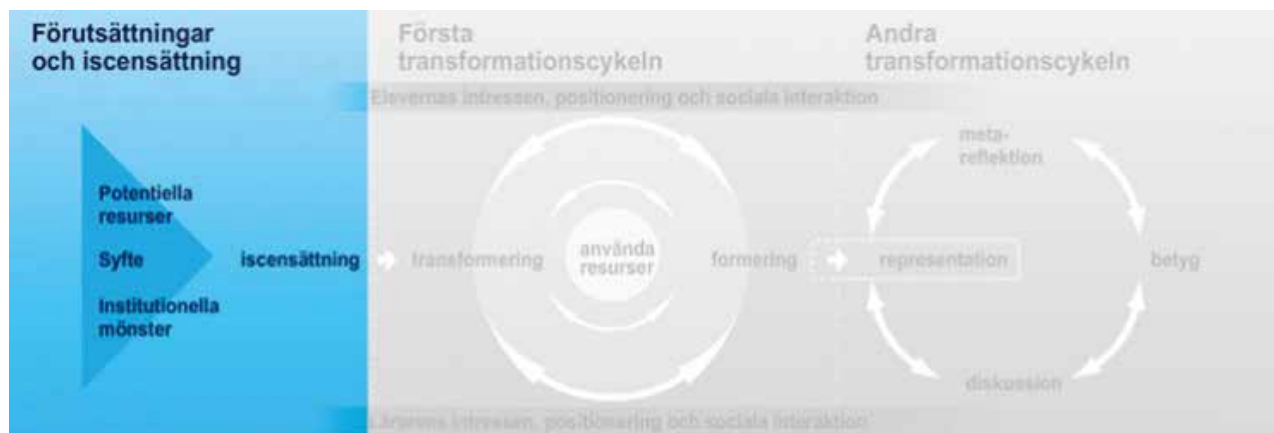 Förutsättningar
och iscensättning
Första
transformationscykeln
Andra
transformationscykeln
Elevernas intressen, positionering och sociala interaktion
Potentiella
resurser
Syfte
Institutionella
mönster
iscensättning
transformering
använda
resurser
formering
meta-
reflektion
representation
betyg
diskussion
Lärarens intressen, positionering och sociala interaktion